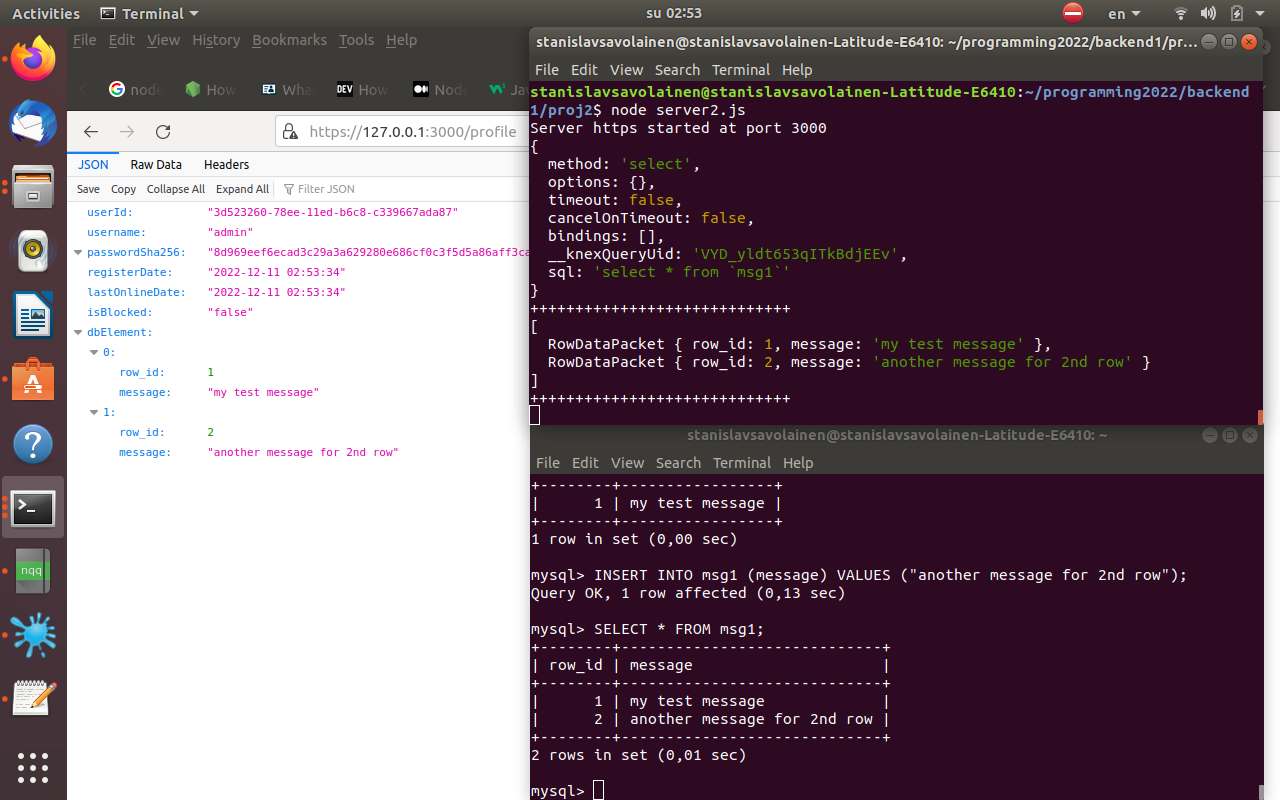 Activities
Terminal
su 02:53
en
File Edit View History Bookmarks Tools Help
node
How
Wha
DEV How
Node
Jav
https://127.0.0.1:3000/profile
JSON Raw Data Headers
Save Copy Collapse All Expand All Filter JSON
userId: "3d523260-78ee-11ed-b6c8-c339667ada87"
username: "admin"
passwordSha256: "8d969eef6ecad3c29a3a629280e686cf0c3f5d5a86aff3ca
registerDate: "2022-12-11 02:53:34"
lastOnlineDate: "2022-12-11 02:53:34"
isBlocked: "false"
dbElement:
0:
row_id: 1
message: "my test message"
1:
row_id: 2
message: "another message for 2nd row"
nqq
stanislavsavolainen@stanislavsavolainen-Latitude-E6410: ~/programming2022/backend1/pr…
File Edit View Search Terminal Help
stanislavsavolainen@stanislavsavolainen-Latitude-E6410:~/programming2022/backend
1/proj2$ node server2.js
Server https started at port 3000
{
method: 'select',
options: {},
timeout: false,
cancelOnTimeout: false,
bindings: [],
__knexQueryUid: 'VYD_yldt653qITkBdjEEv',
sql: 'select * from `msg1`'
}
+++++++++++++++++++++++++++++
[
RowDataPacket { row_id: 1, message: 'my test message' },
RowDataPacket { row_id: 2, message: 'another message for 2nd row' }
]
+++++++++++++++++++++++++++++
stanislavsavolainen@stanislavsavolainen-Latitude-E6410: ~
File Edit View Search Terminal Help
+--------+-----------------+
| 1 | my test message |
+--------+-----------------+
1 row in set (0,00 sec)
mysql> INSERT INTO msg1 (message) VALUES ("another message for 2nd row");
Query OK, 1 row affected (0,13 sec)
mysql> SELECT * FROM msg1;
+--------+-----------------------------+
| row_id | message |
+--------+-----------------------------+
| 1 | my test message |
| 2 | another message for 2nd row |
+--------+-----------------------------+
2 rows in set (0,01 sec)
mysql>